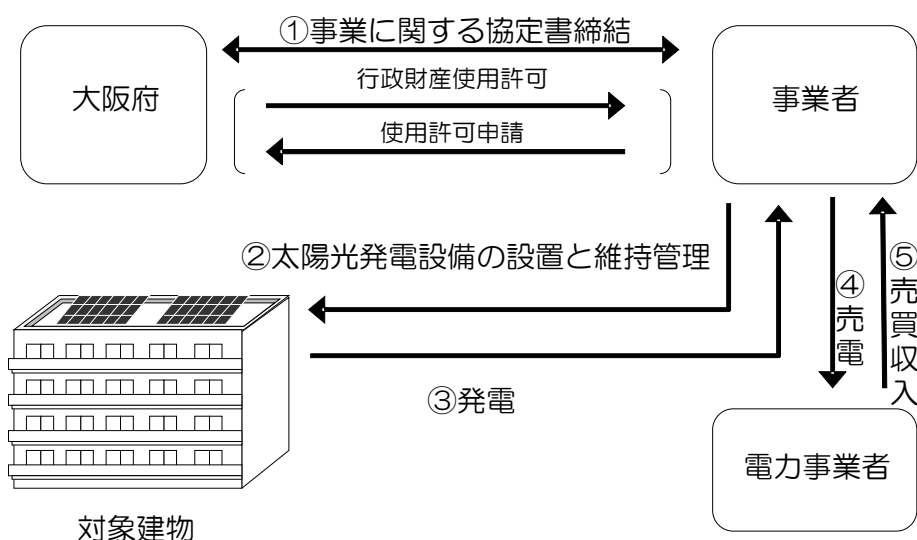 ①事業に関する協定書締結
大阪府
行政財産使用許可
使用許可申請
事業者
②太陽光発電設備の設置と維持管理
③発電
④売電
⑤売買収入
電力事業者
対象建物